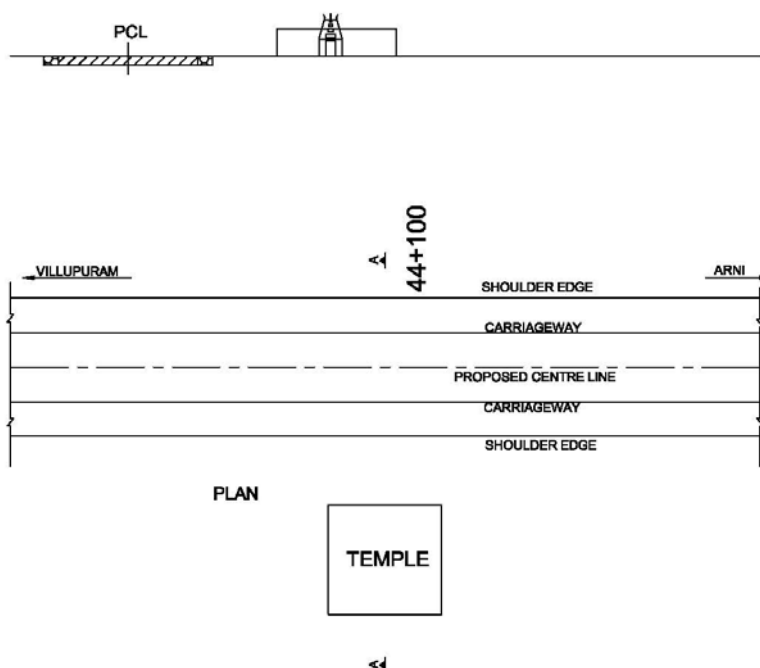 PCL
A
44+100
VILLUPURAM
ARNI
SHOULDER EDGE
CARRIAGEWAY
PROPOSED CENTRE LINE
CARRIAGEWAY
SHOULDER EDGE
PLAN
TEMPLE
A